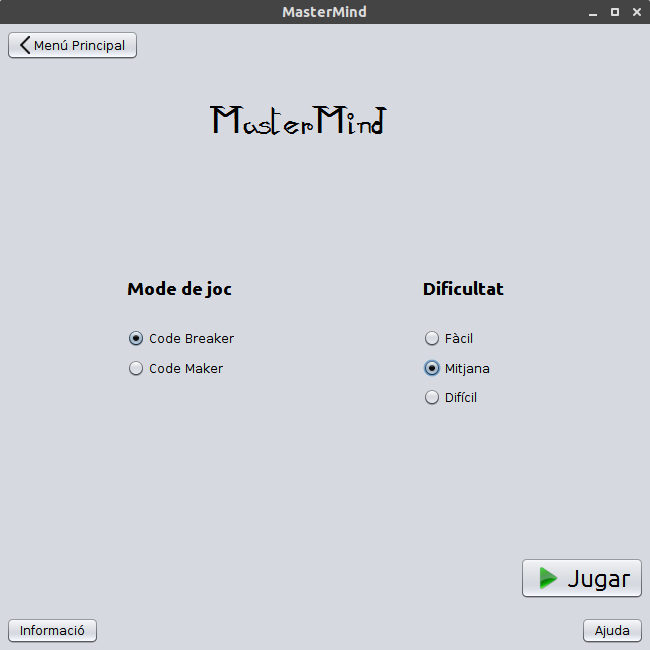 MasterMind
Menú Principal
MasterMind
Mode de joc
Code Breaker
Code Maker
Dificultat
Fàcil
Mitjana
Difícil
Jugar
Informació
Ajuda